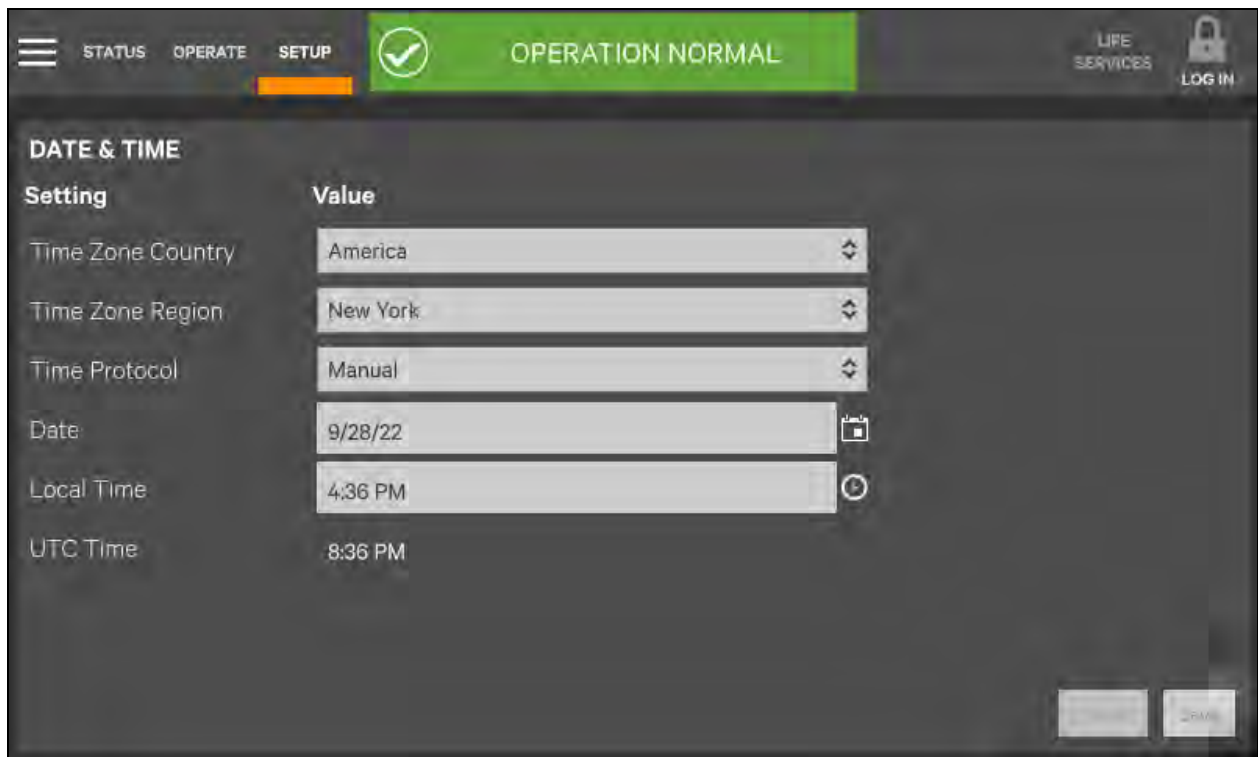 STATUS OPERATE SETUP OPERATION NORMAL LIFE
SERVICES LOG IN
DATE & TIME
Setting Value
Time Zone Country America
Time Zone Region New York
Time Protocol Manual
Date 9/28/22
Local Time 4:36 PM
UTC Time 8:36 PM